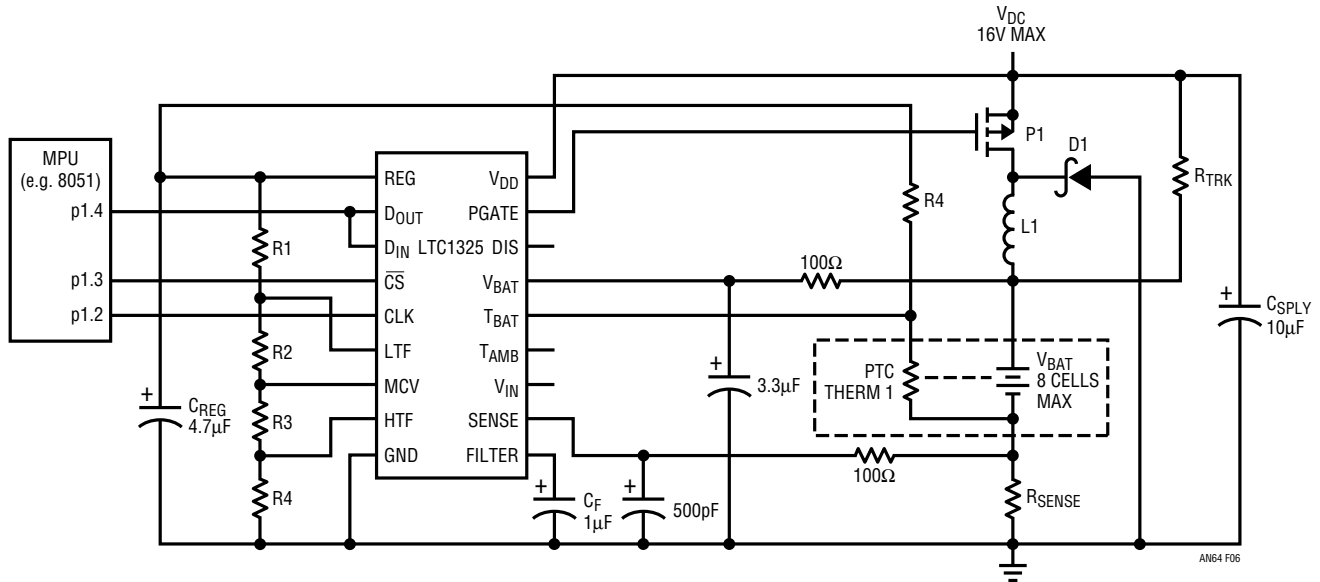 V_DC
16V MAX
MPU
(e.g. 8051)
p1.4
p1.3
p1.2
REG
D_OUT
D_IN
C̅S̅
CLK
LTF
MCV
HTF
GND
LTC1325
V_DD
PGATE
DIS
V_BAT
T_BAT
T_AMB
V_IN
SENSE
FILTER
R1
R2
R3
R4
+
C_REG
4.7µF
+
C_F
1µF
+
500pF
+
3.3µF
100Ω
100Ω
R4
P1
D1
L1
R_TRK
+
C_SPLY
10µF
PTC
THERM 1
V_BAT
8 CELLS
MAX
R_SENSE
AN64 F06